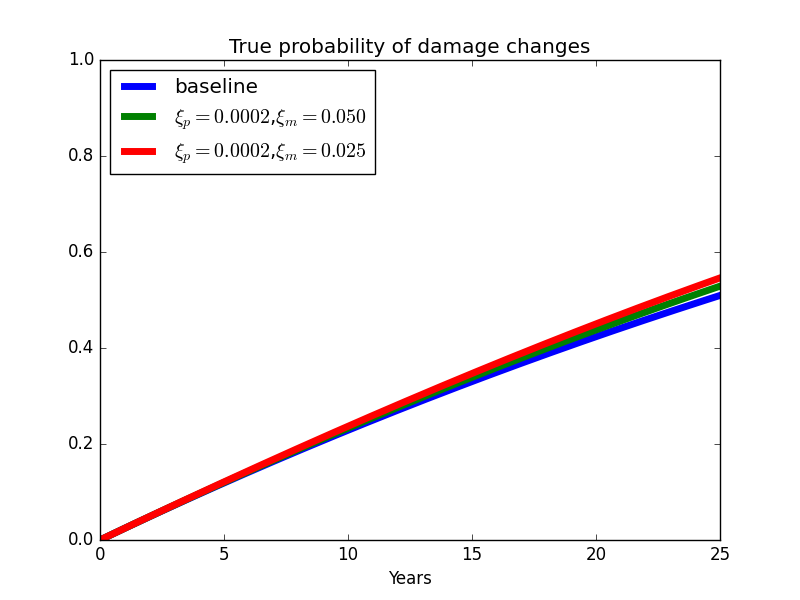 True probability of damage changes
1.0
baseline
ξₚ = 0.0002,ξₘ = 0.050
ξₚ = 0.0002,ξₘ = 0.025
0.8
0.6
0.4
0.2
0.0
0 5 10 15 20 25
Years